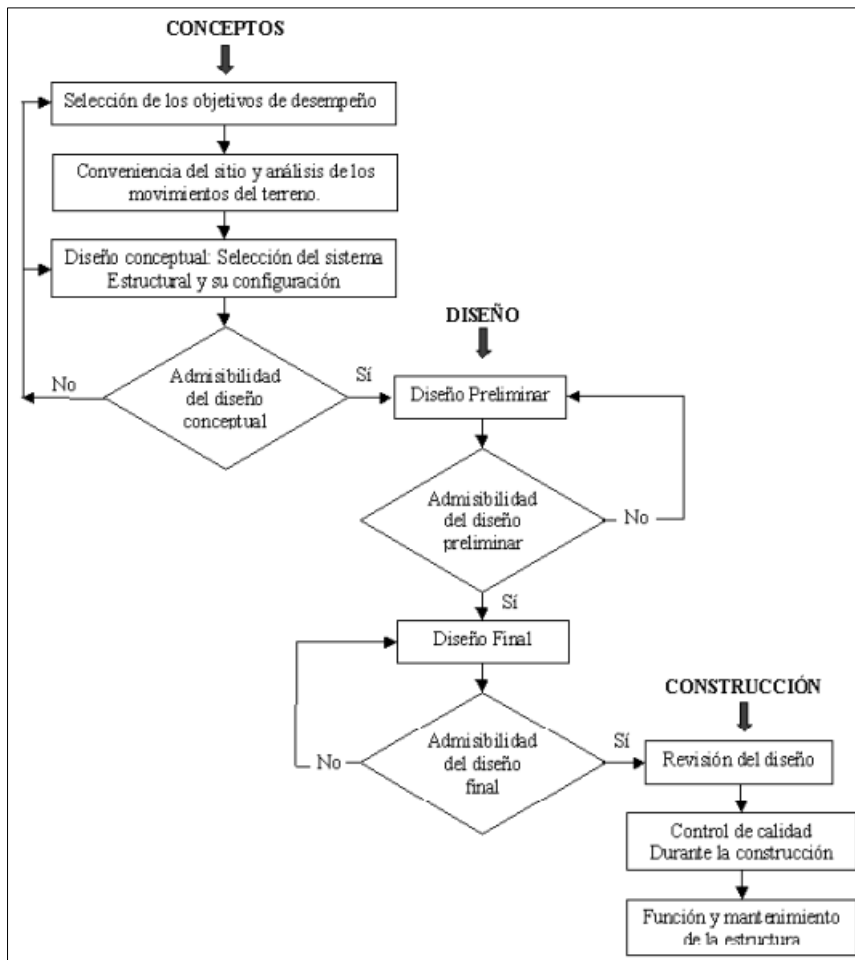 CONCEPTOS
Selección de los objetivos de desempeño
Conveniencia del sitio y análisis de los
movimientos del terreno.
Diseño conceptual: Selección del sistema
Estructural y su configuración
Admisibilidad
del diseño
conceptual
No
Sí
DISEÑO
Diseño Preliminar
Admisibilidad
del diseño
preliminar
No
Sí
Diseño Final
Admisibilidad
del diseño
final
No
Sí
CONSTRUCCIÓN
Revisión del diseño
Control de calidad
Durante la construcción
Función y mantenimiento
de la estructura